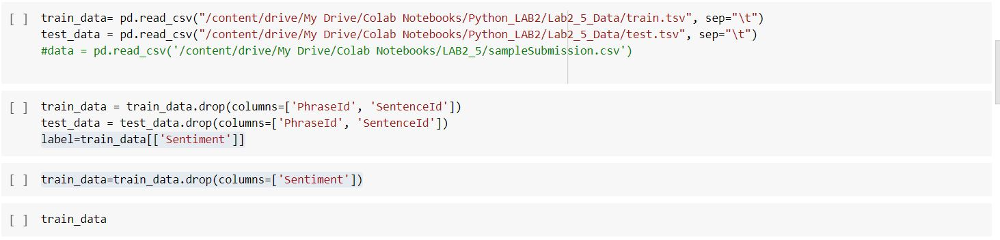 [ ] train_data= pd.read_csv("/content/drive/My Drive/Colab Notebooks/Python_LAB2/Lab2_5_Data/train.tsv", sep="\t")
test_data = pd.read_csv("/content/drive/My Drive/Colab Notebooks/Python_LAB2/Lab2_5_Data/test.tsv", sep="\t")
#data = pd.read_csv('/content/drive/My Drive/Colab Notebooks/LAB2_5/sampleSubmission.csv')
[ ] train_data = train_data.drop(columns=['PhraseId', 'SentenceId'])
test_data = test_data.drop(columns=['PhraseId', 'SentenceId'])
label=train_data[['Sentiment']]
[ ] train_data=train_data.drop(columns=['Sentiment'])
[ ] train_data